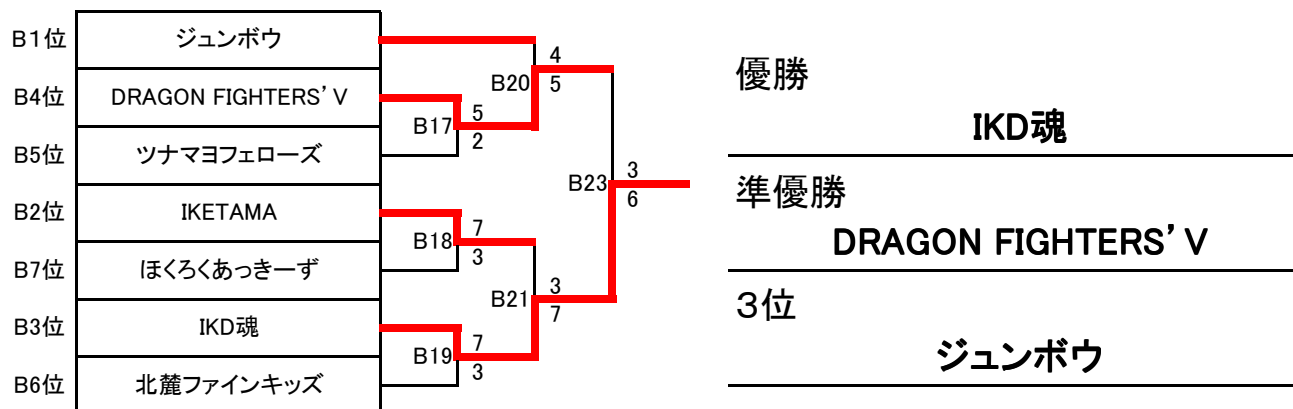 B1位 ジュンボウ
B4位 DRAGON FIGHTERS' V
B5位 ツナマヨフェローズ
B2位 IKETAMA
B7位 ほくろくあっきーず
B3位 IKD魂
B6位 北麓ファインキッズ
B17 5 2
B18 7 3
B19 7 3
B20 4 5
B21 3 7
B23 3 6
優勝
IKD魂
準優勝
DRAGON FIGHTERS' V
3位
ジュンボウ